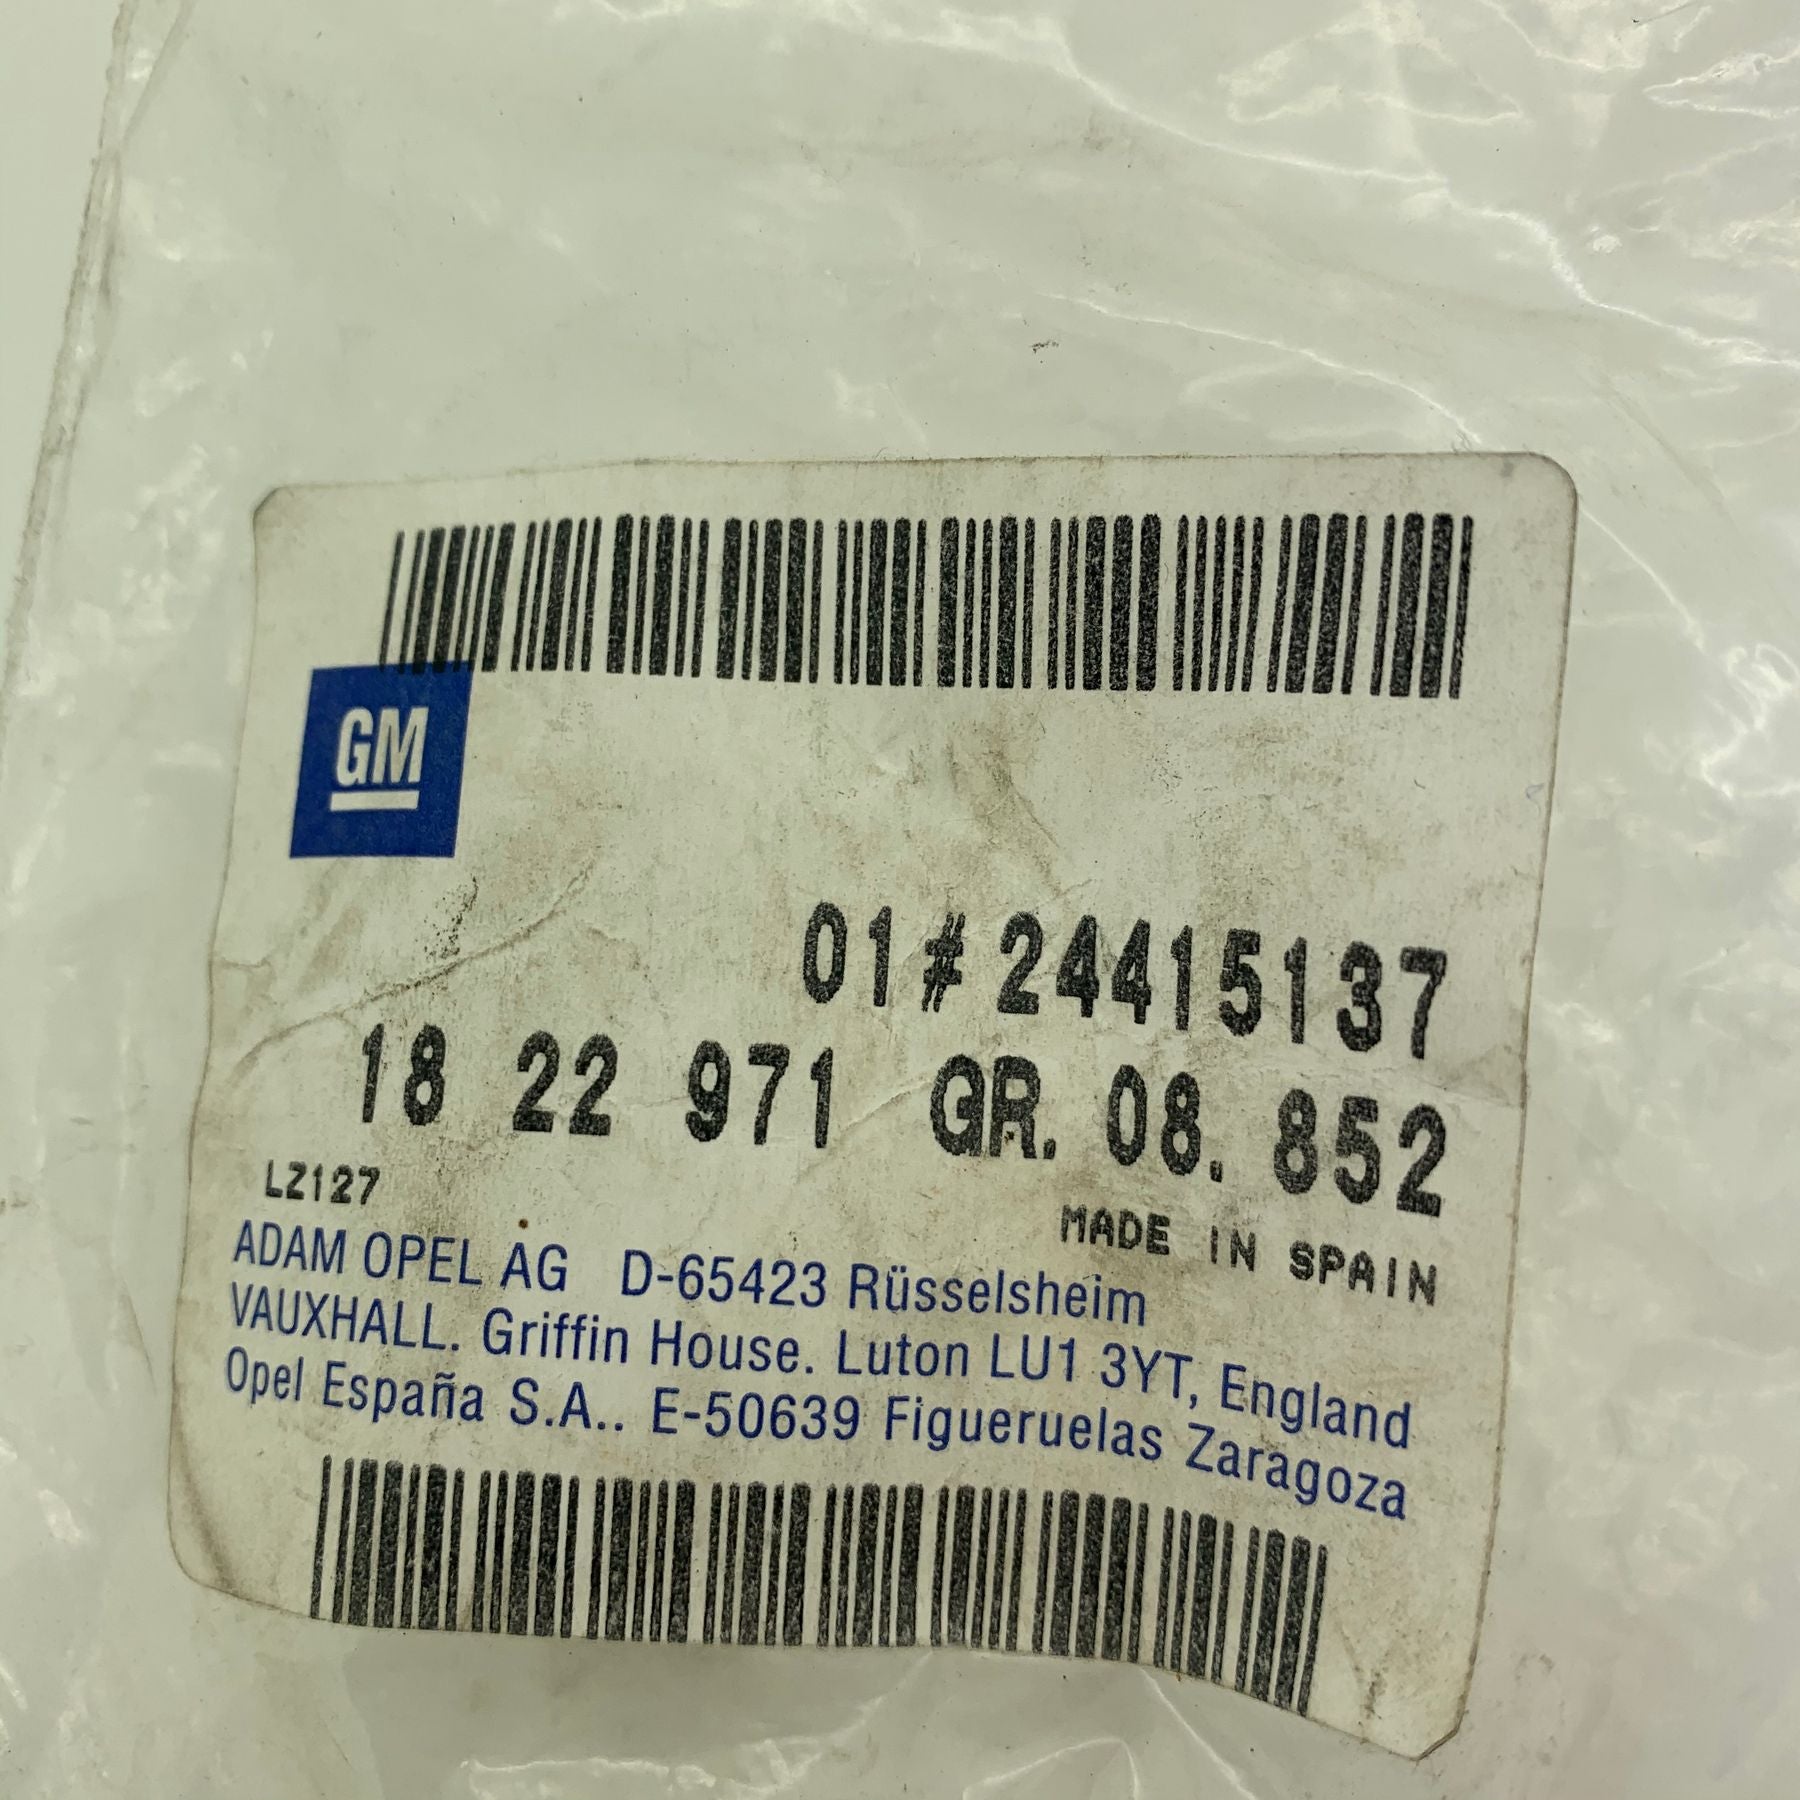 GM
01#24415137
18 22 971 GR. 08. 852
LZ127
MADE IN SPAIN
ADAM OPEL AG D-65423 Rüsselsheim
VAUXHALL. Griffin House. Luton LU1 3YT, England
Opel España S.A.. E-50639 Figueruelas Zaragoza